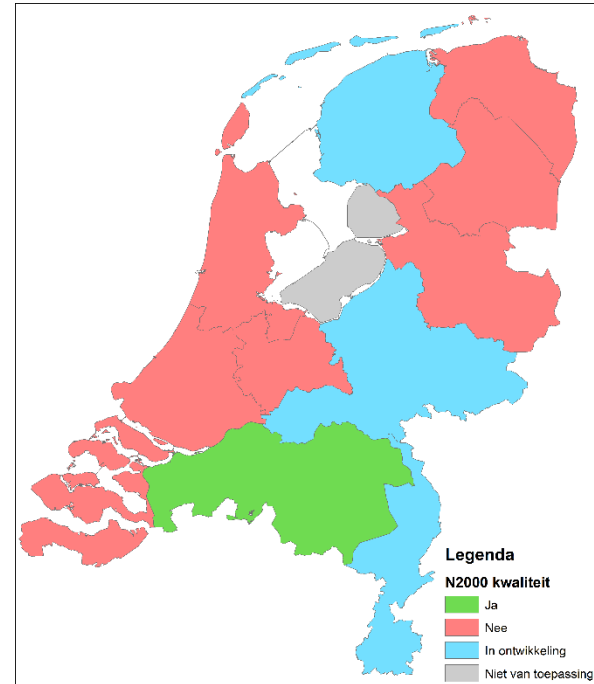 Legenda
N2000 kwaliteit
Ja
Nee
In ontwikkeling
Niet van toepassing